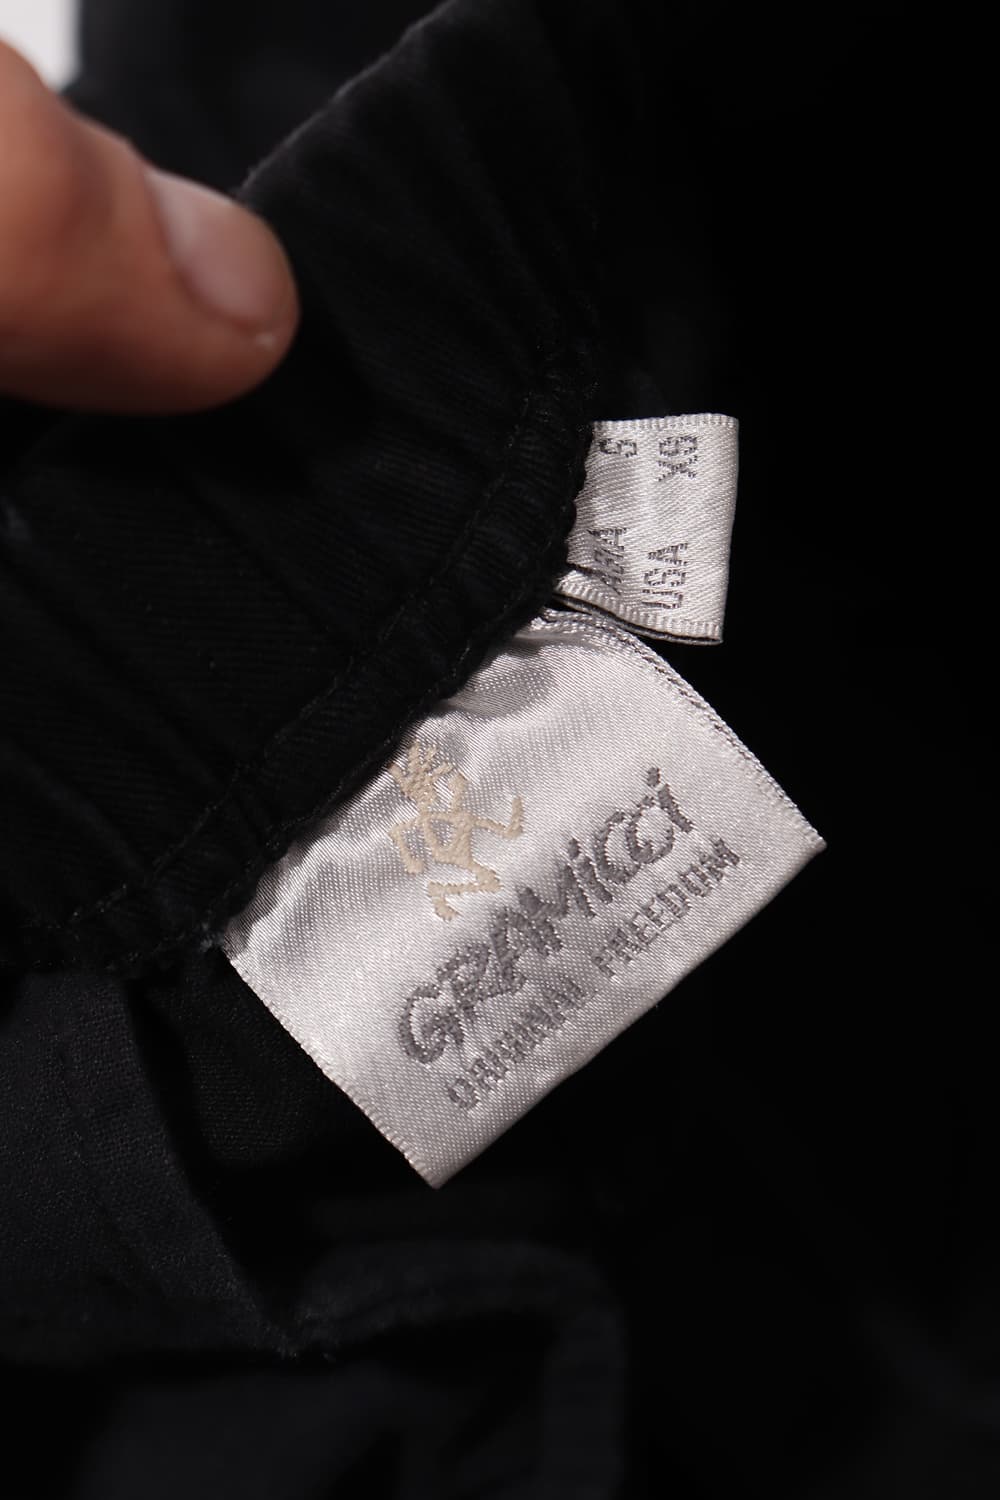 S
USA XS
GRAMiCCi
ORIGINAL FREEDOM